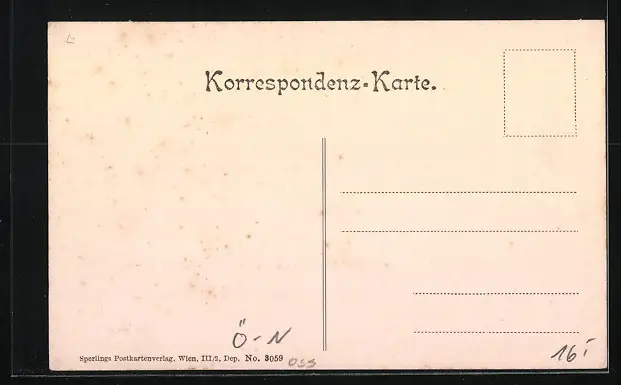 Korrespondenz-Karte.
Ö-N
Sperlings Postkartenverlag, Wien, III/2, Dep. No. 3059
16